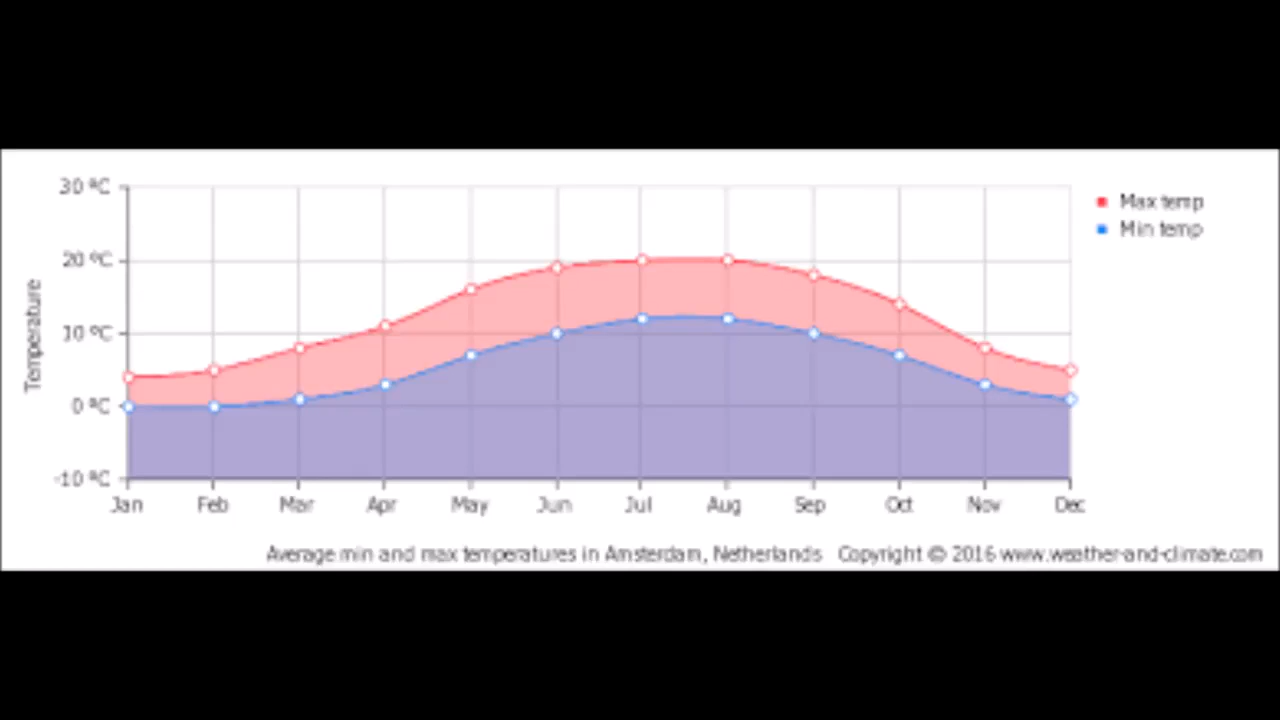 30 °C
Max temp
Min temp
20 °C
Temperature
10 °C
0 °C
-10 °C
Jan Feb Mar Apr May Jun Jul Aug Sep Oct Nov Dec
Average min and max temperatures in Amsterdam, Netherlands Copyright © 2016 www.weather-and-climate.com